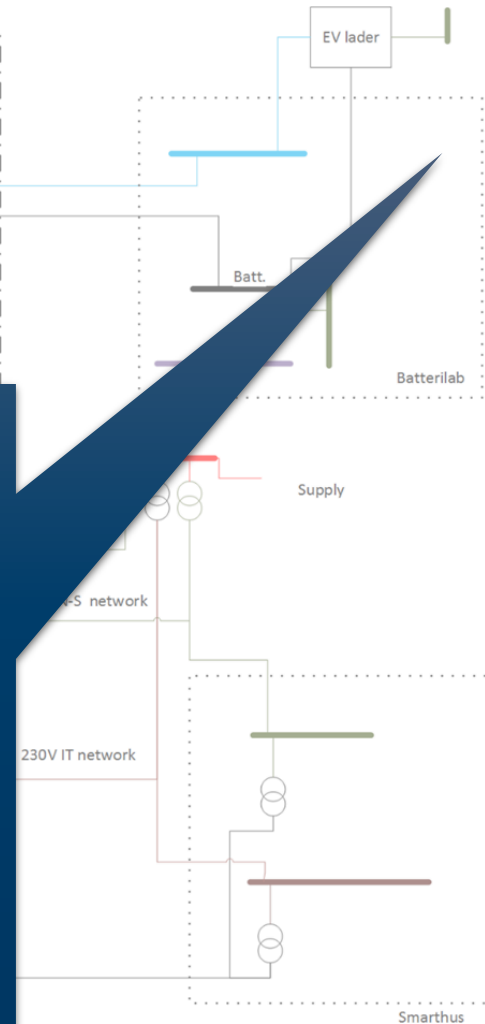 EV lader
Batt.
Batterilab
Supply
-S network
230V IT network
Smarthus